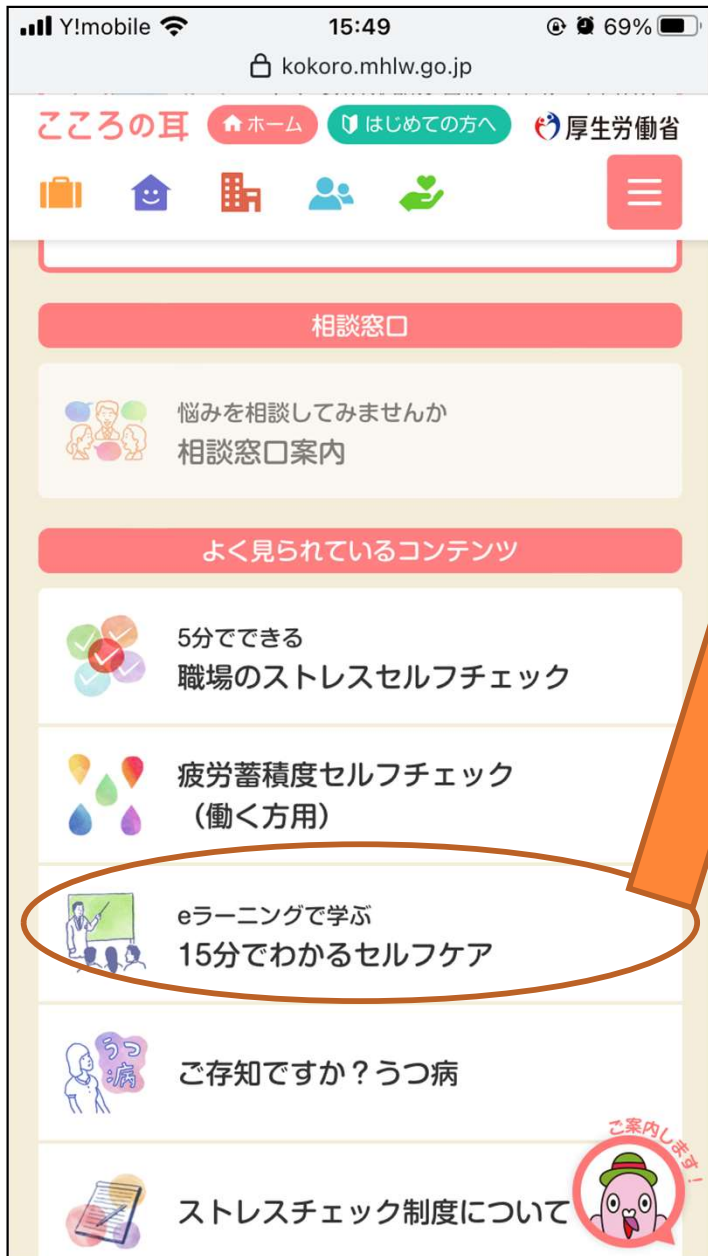 Y!mobile 15:49 69%
kokoro.mhlw.go.jp
こころの耳 ホーム はじめての方へ 厚生労働省
相談窓口
悩みを相談してみませんか
相談窓口案内
よく見られているコンテンツ
5分でできる
職場のストレスセルフチェック
疲労蓄積度セルフチェック
（働く方用）
eラーニングで学ぶ
15分でわかるセルフケア
うつ
病
ご存知ですか？うつ病
ご案内します！
ストレスチェック制度について